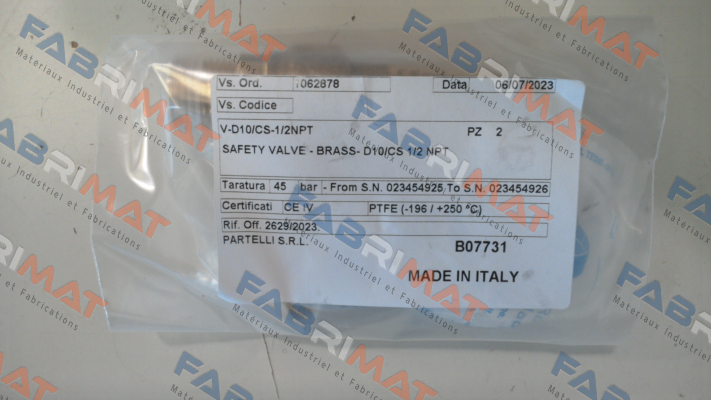 Vs. Ord. 7062878 Data 06/07/2023
Vs. Codice
V-D10/CS-1/2NPT PZ 2
SAFETY VALVE - BRASS- D10/CS 1/2 NPT
Taratura 45 bar - From S.N. 023454925 To S.N. 023454926
Certificati CE IV PTFE (-196 / +250 °C)
Rif. Off. 2629/2023
PARTELLI S.R.L.
B07731
MADE IN ITALY
FABRIMAT
Materiaux Industriel et Fabrications